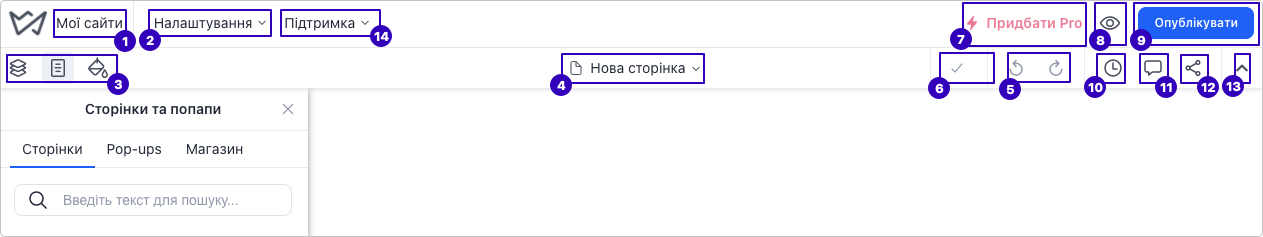 Мої сайти
Налаштування
Підтримка
Придбати Pro
Опублікувати
1
2
14
7
8
9
Нова сторінка
3
4
6
5
10
11
12
13
Сторінки та попапи
Сторінки Pop-ups Магазин
Введіть текст для пошуку...